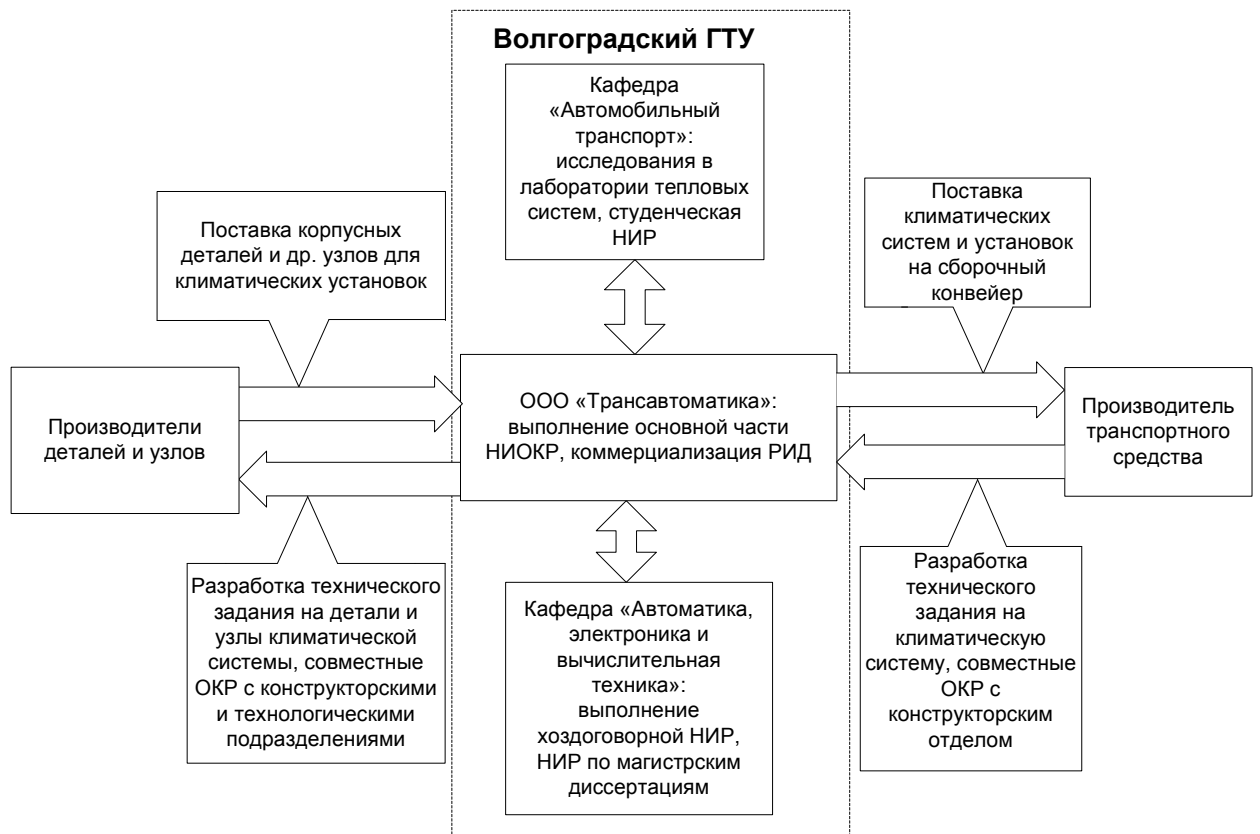 Волгоградский ГТУ
Кафедра
«Автомобильный
транспорт»:
исследования в
лаборатории тепловых
систем, студенческая
НИР
Поставка корпусных
деталей и др. узлов для
климатических установок
Поставка
климатических
систем и установок
на сборочный
конвейер
Производители
деталей и узлов
ООО «Трансавтоматика»:
выполнение основной части
НИОКР, коммерциализация РИД
Производитель
транспортного
средства
Разработка технического
задания на детали и
узлы климатической
системы, совместные
ОКР с конструкторскими
и технологическими
подразделениями
Кафедра «Автоматика,
электроника и
вычислительная
техника»:
выполнение
хоздоговорной НИР,
НИР по магистрским
диссертациям
Разработка
технического
задания на
климатическую
систему, совместные
ОКР с
конструкторским
отделом